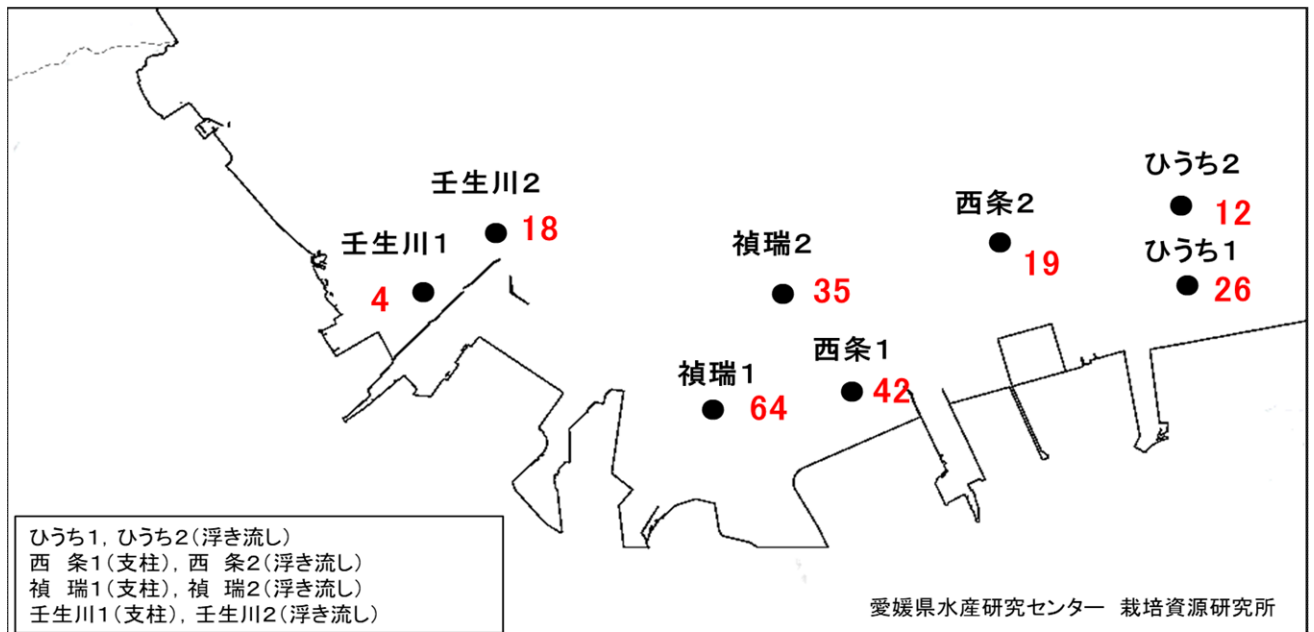 ひうち2
12
壬生川2
18
西条2
19
壬生川1
4
禎瑞2
35
ひうち1
26
西条1
42
禎瑞1
64
ひうち1, ひうち2(浮き流し)
西 条1(支柱), 西 条2(浮き流し)
禎 瑞1(支柱), 禎 瑞2(浮き流し)
壬生川1(支柱), 壬生川2(浮き流し)
愛媛県水産研究センター 栽培資源研究所